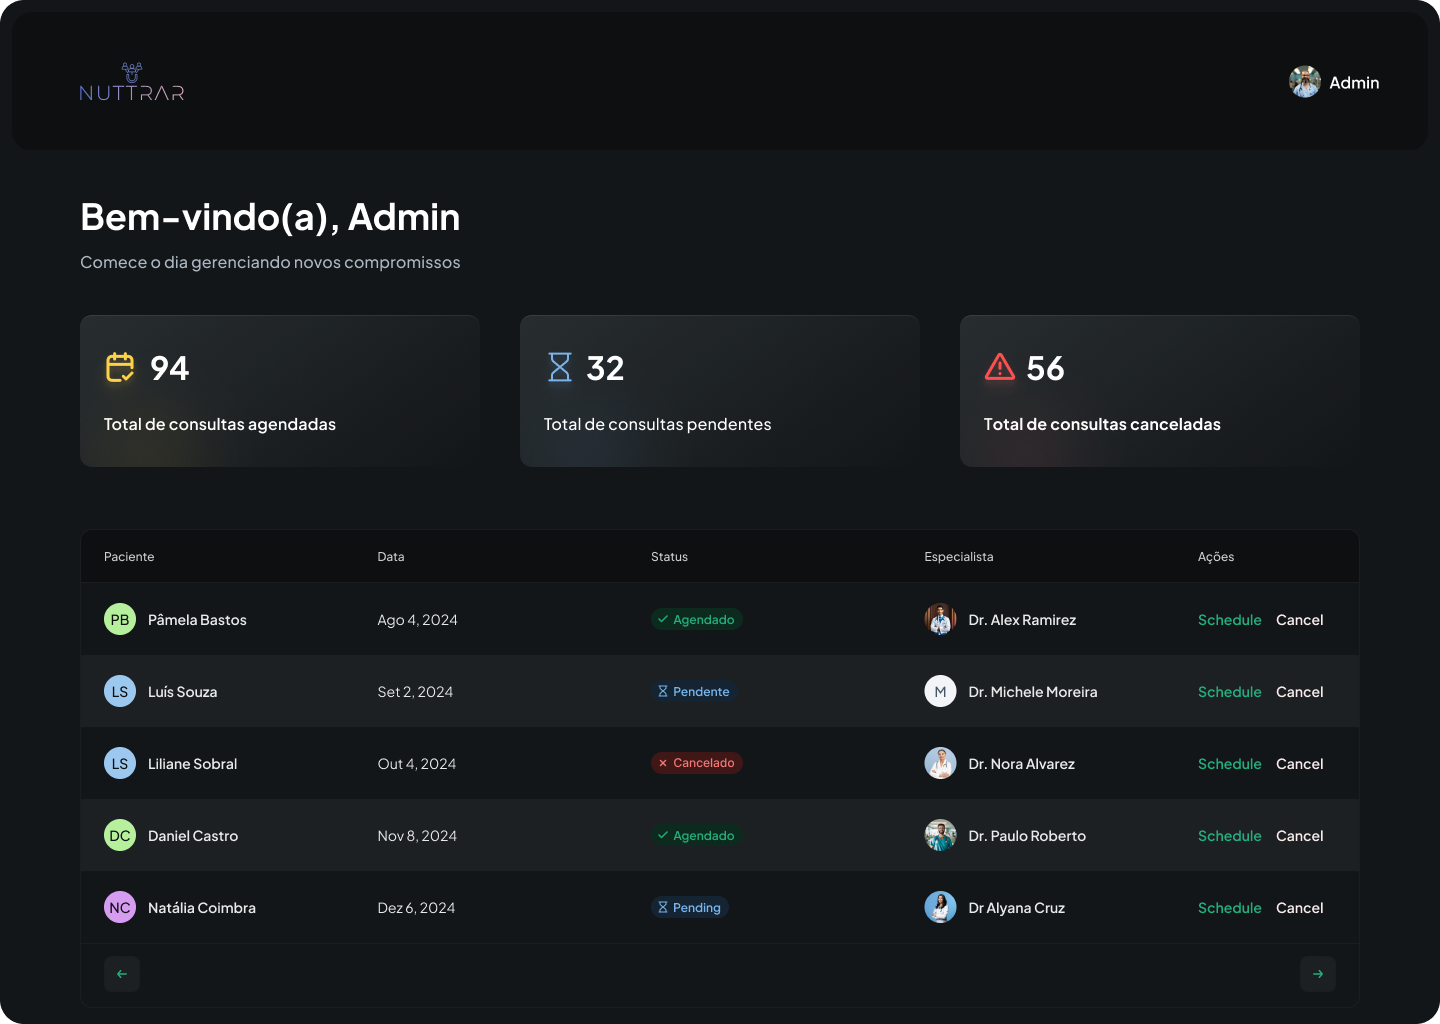 NUTTRAR
Admin
Bem-vindo(a), Admin
Comece o dia gerenciando novos compromissos
94
Total de consultas agendadas
32
Total de consultas pendentes
56
Total de consultas canceladas
Paciente Data Status Especialista Ações
PB Pâmela Bastos Ago 4, 2024 Agendado Dr. Alex Ramirez Schedule Cancel
LS Luís Souza Set 2, 2024 Pendente M Dr. Michele Moreira Schedule Cancel
LS Liliane Sobral Out 4, 2024 Cancelado Dr. Nora Alvarez Schedule Cancel
DC Daniel Castro Nov 8, 2024 Agendado Dr. Paulo Roberto Schedule Cancel
NC Natália Coimbra Dez 6, 2024 Pending Dr Alyana Cruz Schedule Cancel